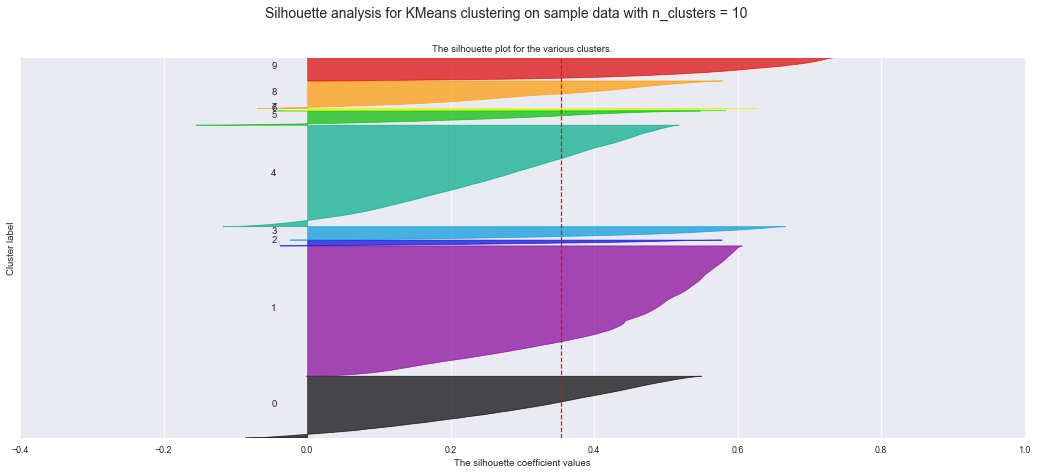 Silhouette analysis for KMeans clustering on sample data with n_clusters = 10
The silhouette plot for the various clusters.
9
8
7
6
5
4
3
2
1
0
Cluster label
−0.4 −0.2 0.0 0.2 0.4 0.6 0.8 1.0
The silhouette coefficient values